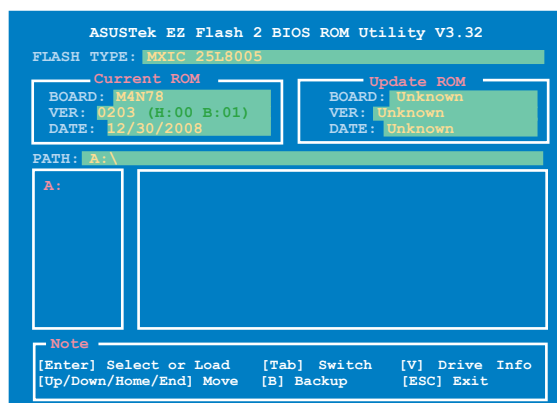 ASUSTek EZ Flash 2 BIOS ROM Utility V3.32
FLASH TYPE: MXIC 25L8005
Current ROM
BOARD: M4N78
VER: 0203 (H:00 B:01)
DATE: 12/30/2008
Update ROM
BOARD: Unknown
VER: Unknown
DATE: Unknown
PATH: A:\
A:
Note
[Enter] Select or Load [Tab] Switch [V] Drive Info
[Up/Down/Home/End] Move [B] Backup [ESC] Exit